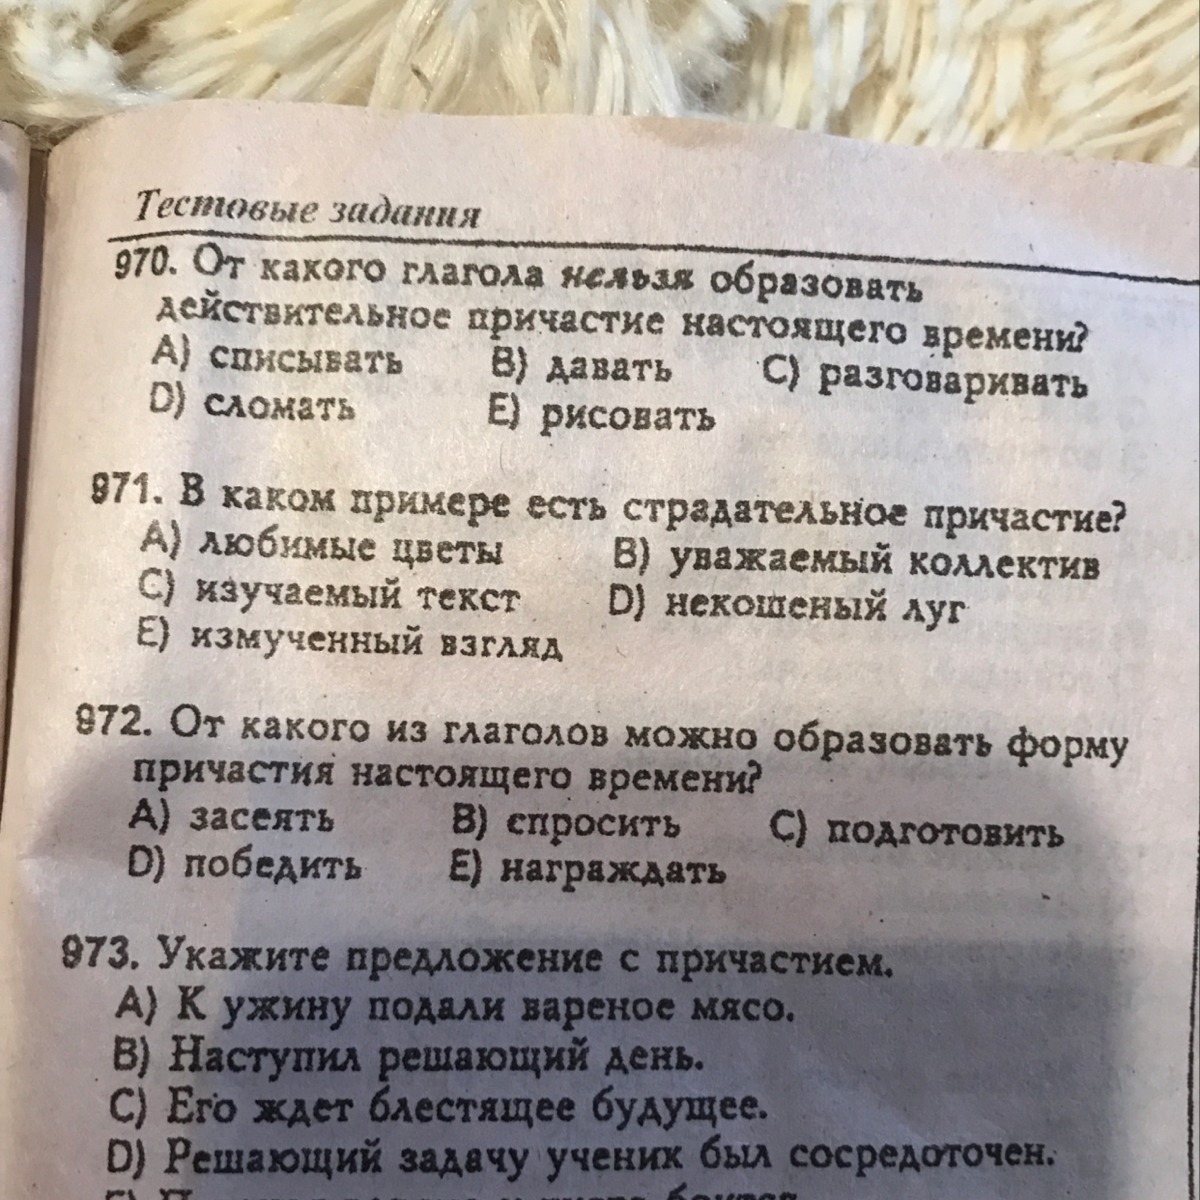 Тестовые задания
970. От какого глагола нельзя образовать
действительное причастие настоящего времени?
A) списывать B) давать C) разговаривать
D) сломать E) рисовать
971. В каком примере есть страдательное причастие?
A) любимые цветы B) уважаемый коллектив
C) изучаемый текст D) некошеный луг
E) измученный взгляд
972. От какого из глаголов можно образовать форму
причастия настоящего времени?
A) засеять B) спросить C) подготовить
D) победить E) награждать
973. Укажите предложение с причастием.
A) К ужину подали вареное мясо.
B) Наступил решающий день.
C) Его ждет блестящее будущее.
D) Решающий задачу ученик был сосредоточен.